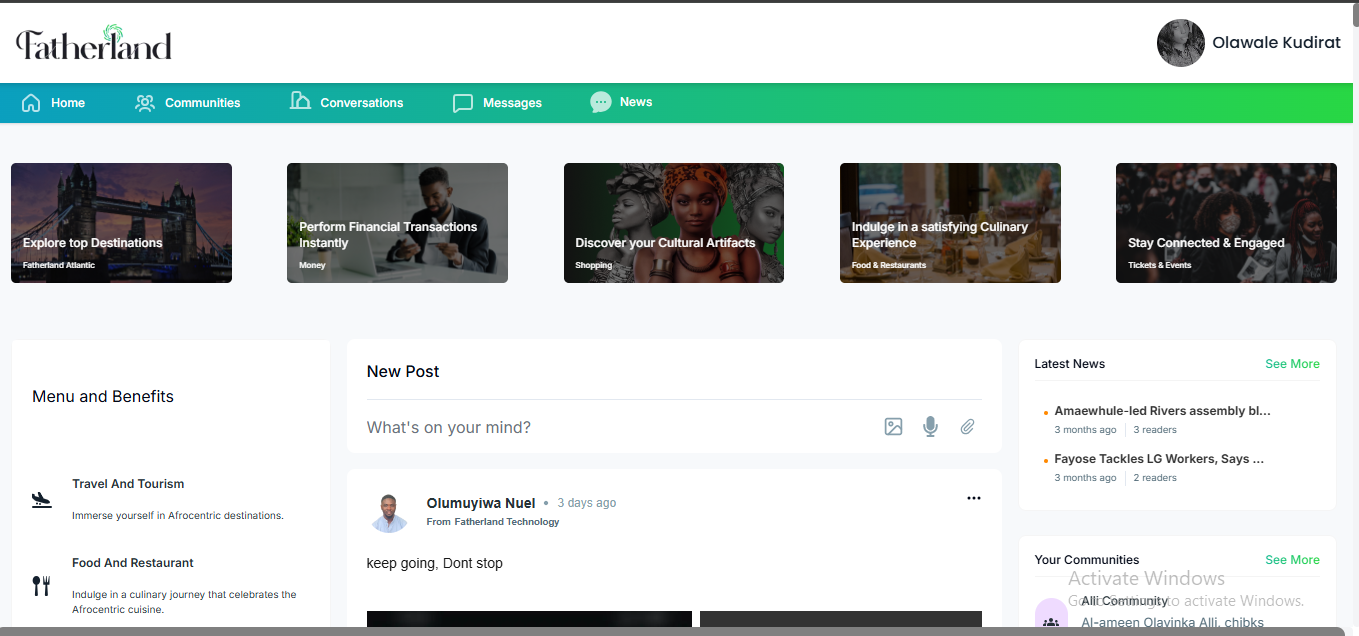 Fatherland
Olawale Kudirat
Home
Communities
Conversations
Messages
News
Explore top Destinations
Fatherland Atlantic
Perform Financial Transactions
Instantly
Money
Discover your Cultural Artifacts
Shopping
Indulge in a satisfying Culinary
Experience
Food & Restaurants
Stay Connected & Engaged
Tickets & Events
Menu and Benefits
Travel And Tourism
Immerse yourself in Afrocentric destinations.
Food And Restaurant
Indulge in a culinary journey that celebrates the
Afrocentric cuisine.
New Post
What's on your mind?
Olumuyiwa Nuel • 3 days ago
From Fatherland Technology
keep going, Dont stop
Latest News
See More
Amaewhule-led Rivers assembly bl...
3 months ago
3 readers
Fayose Tackles LG Workers, Says ...
3 months ago
2 readers
Your Communities
See More
Activate Windows
Go to Settings to activate Windows.
Alli Community
Al-ameen Olayinka Alli, chibks